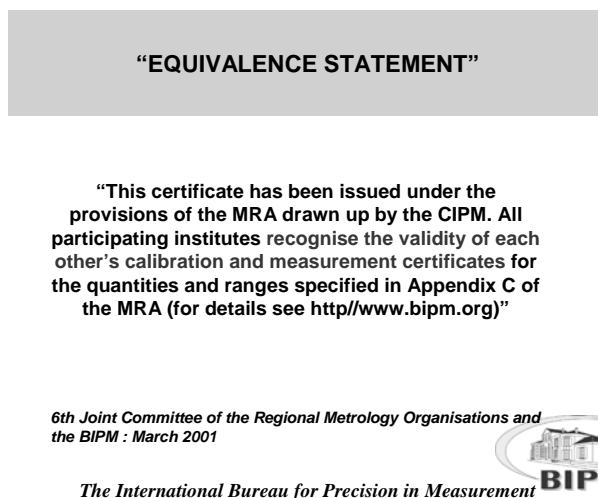 “EQUIVALENCE STATEMENT”
“This certificate has been issued under the
provisions of the MRA drawn up by the CIPM. All
participating institutes recognise the validity of each
other’s calibration and measurement certificates for
the quantities and ranges specified in Appendix C of
the MRA (for details see http//www.bipm.org)”
6th Joint Committee of the Regional Metrology Organisations and
the BIPM : March 2001
BIP
The International Bureau for Precision in Measurement